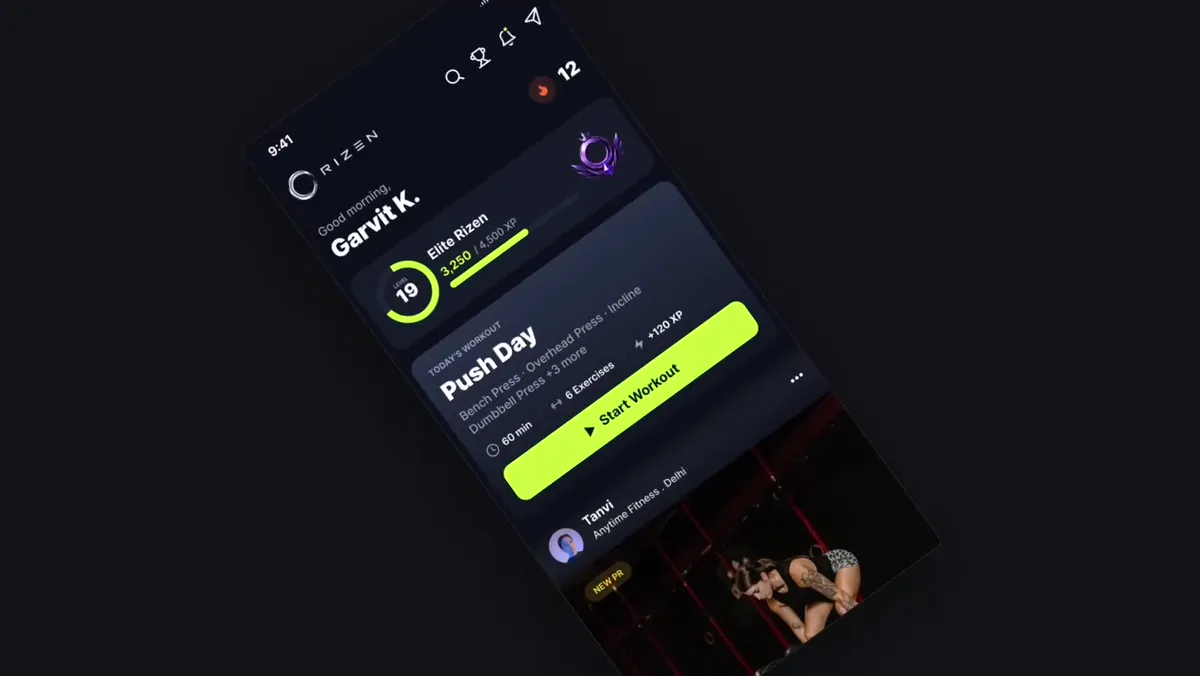 9:41
RIZEN
12
Good morning,
Garvit K.
LEVEL
19
Elite Rizen
3,250 / 4,500 XP
TODAY'S WORKOUT
Push Day
Bench Press · Overhead Press · Incline
Dumbbell Press +3 more
60 min
6 Exercises
+120 XP
▶ Start Workout
Tanvi
Anytime Fitness . Delhi
•••
NEW PR